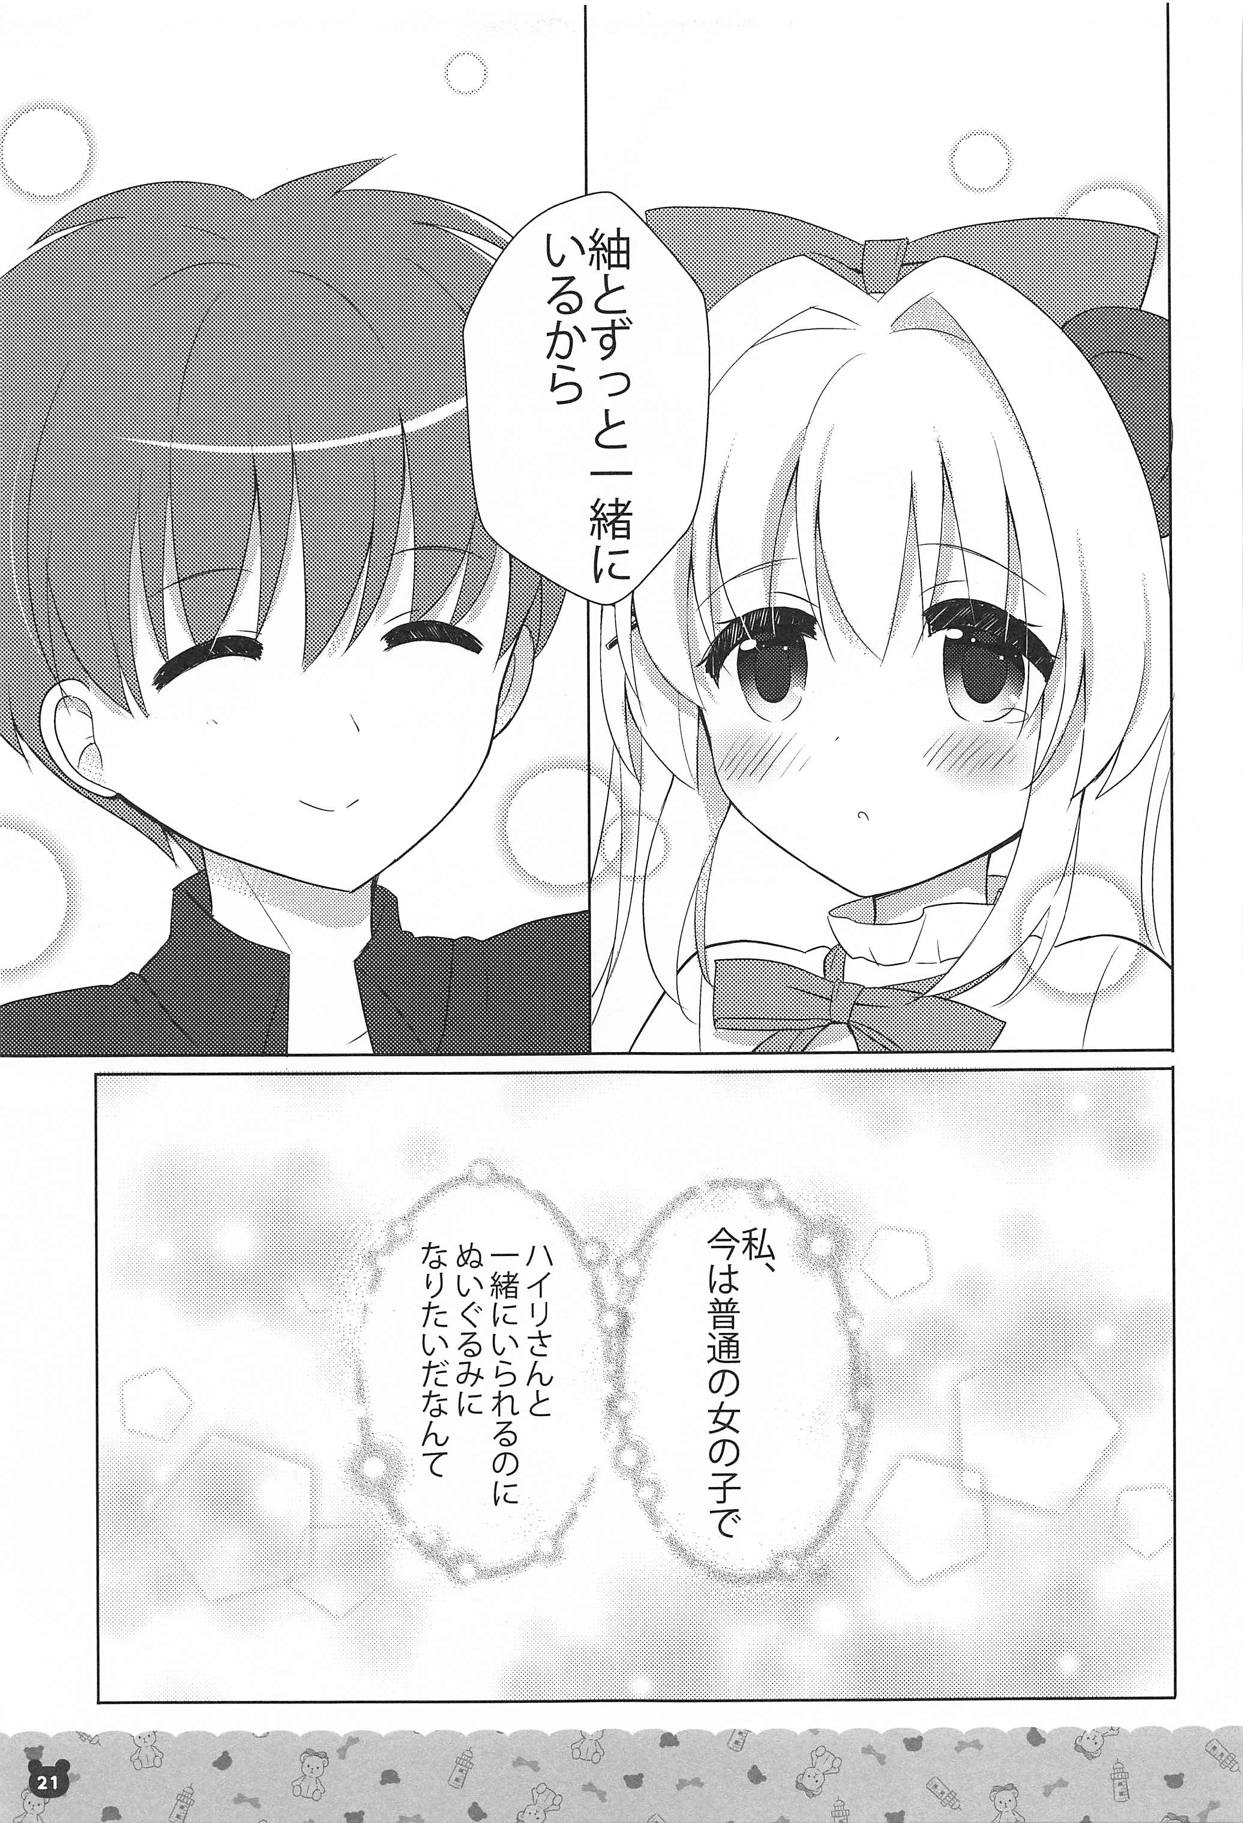 紬とずっと一緒に
いるから
私、
今は普通の女の子で
ハイリさんと
一緒にいられるのに
ぬいぐるみに
なりたいだなんて
21